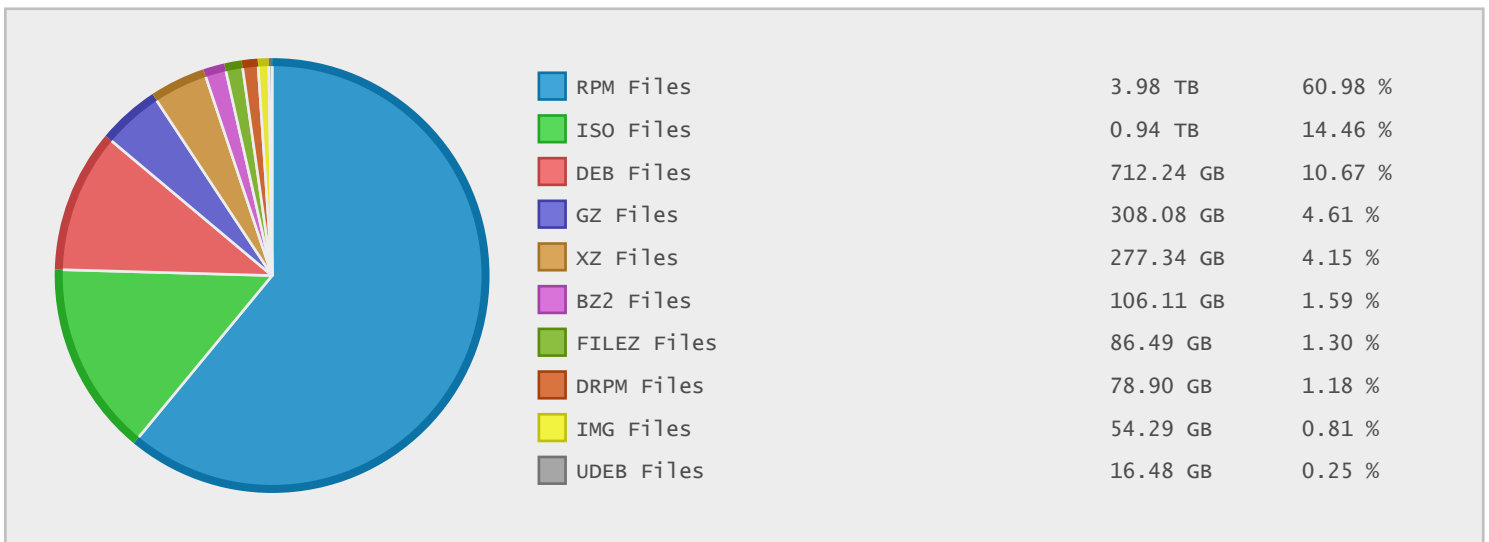 RPM Files 3.98 TB 60.98 %
ISO Files 0.94 TB 14.46 %
DEB Files 712.24 GB 10.67 %
GZ Files 308.08 GB 4.61 %
XZ Files 277.34 GB 4.15 %
BZ2 Files 106.11 GB 1.59 %
FILEZ Files 86.49 GB 1.30 %
DRPM Files 78.90 GB 1.18 %
IMG Files 54.29 GB 0.81 %
UDEB Files 16.48 GB 0.25 %